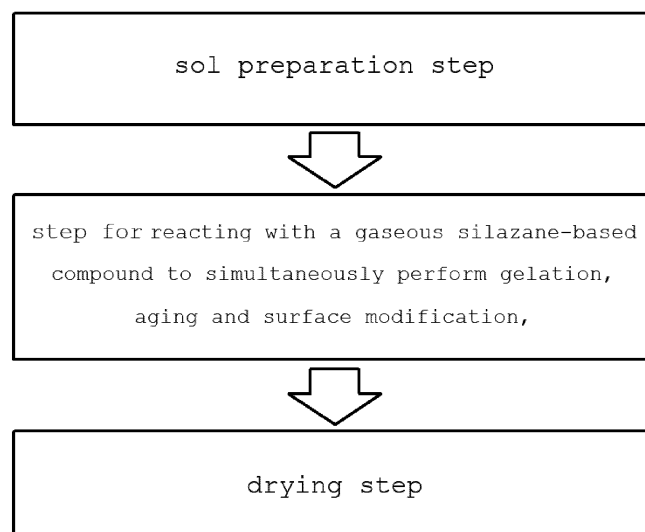 sol preparation step
step for reacting with a gaseous silazane-based
compound to simultaneously perform gelation,
aging and surface modification,
drying step